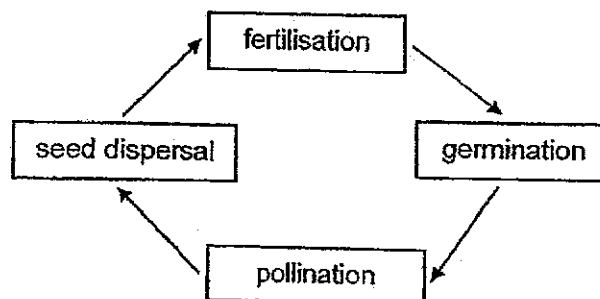 fertilisation
seed dispersal
germination
pollination